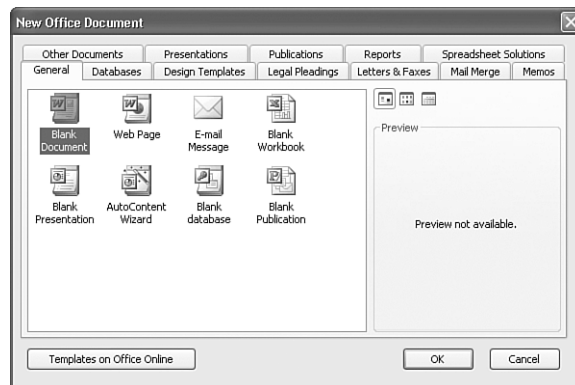 New Office Document
Other Documents Presentations Publications Reports Spreadsheet Solutions
General Databases Design Templates Legal Pleadings Letters & Faxes Mail Merge Memos
Blank Document
Web Page
E-mail Message
Blank Workbook
Blank Presentation
AutoContent Wizard
Blank database
Blank Publication
Preview
Preview not available.
Templates on Office Online
OK
Cancel